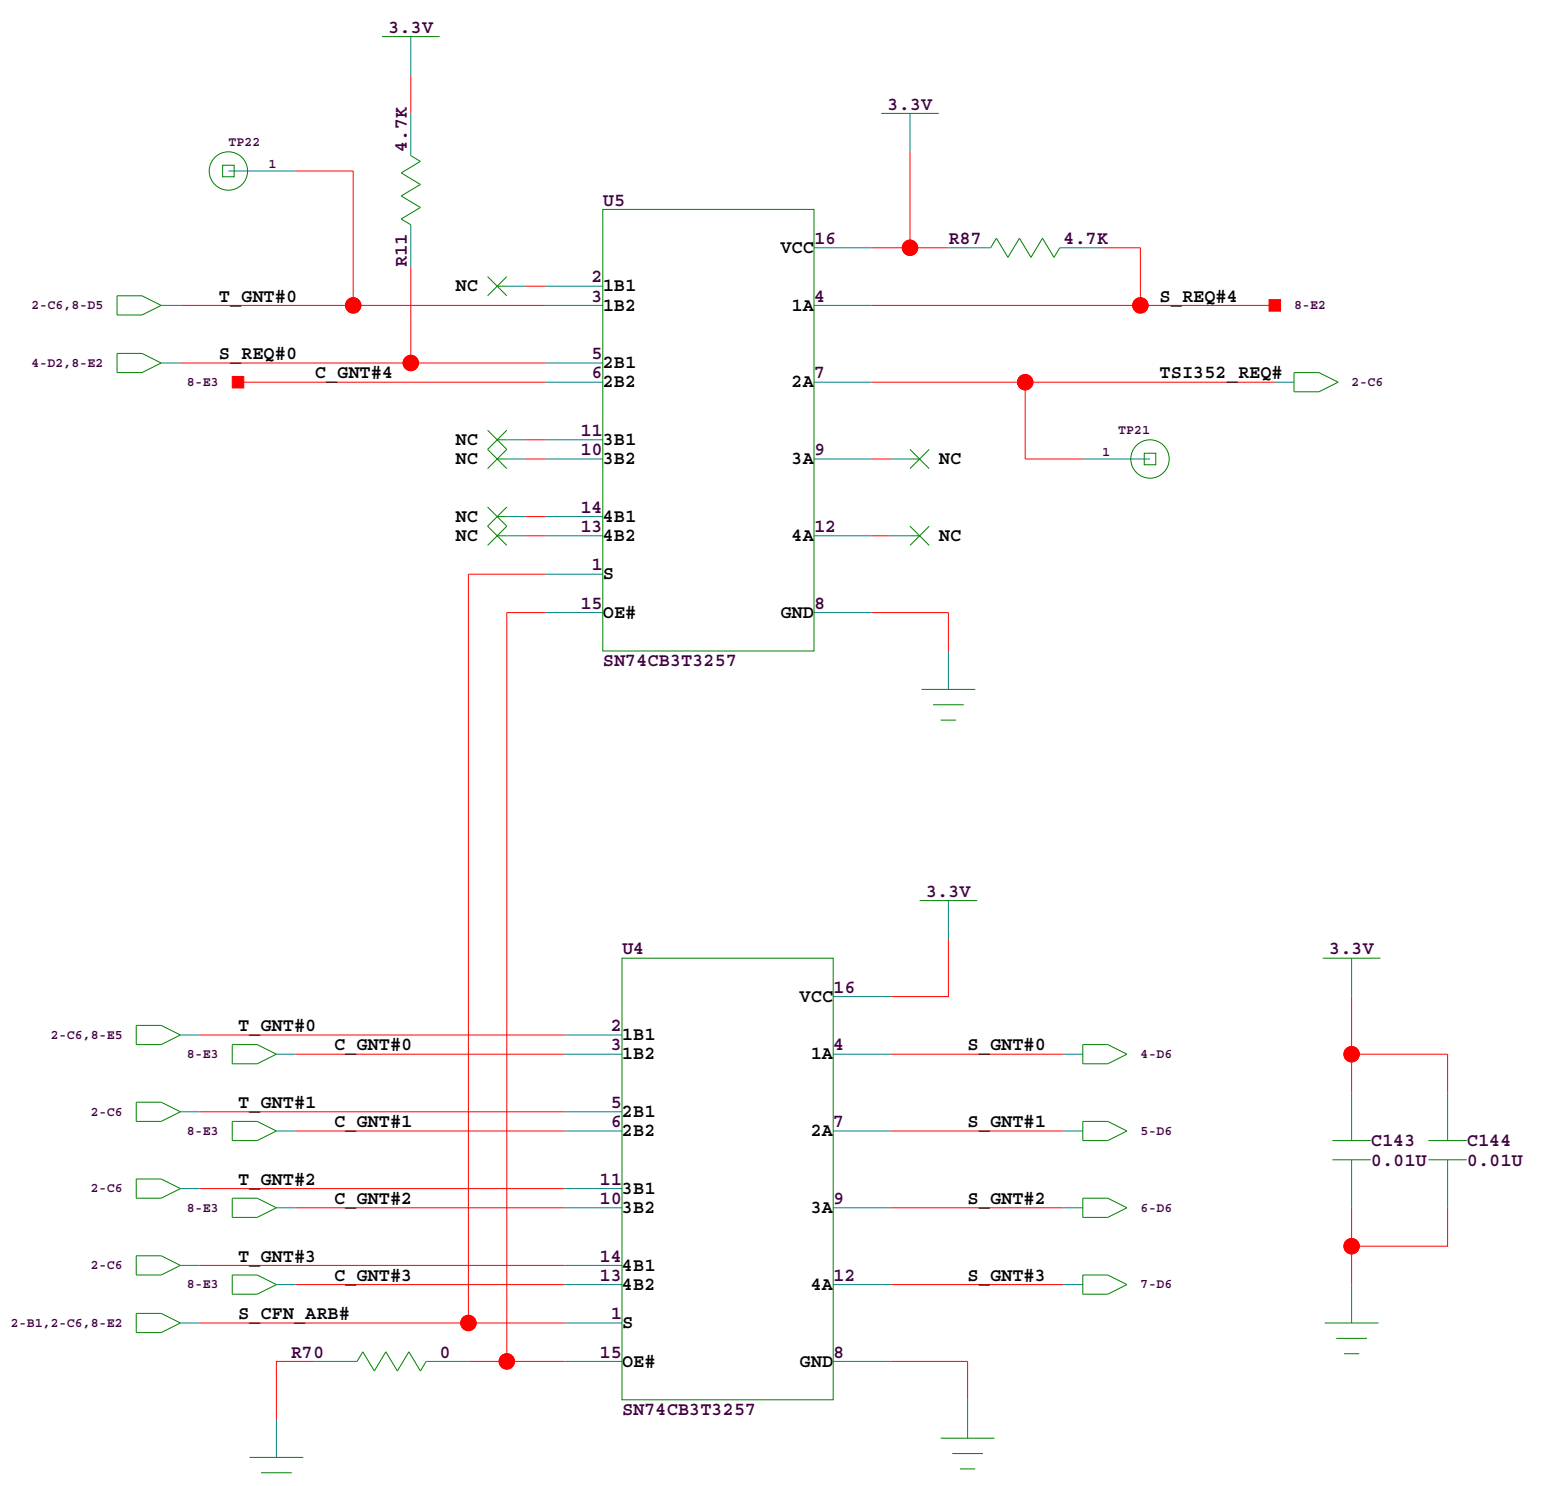 3.3V
4.7K
R11
TP22
1
3.3V
U5
VCC 16
R87 4.7K
NC 2 1B1
2-C6,8-D5 T_GNT#0 3 1B2
1A 4 S_REQ#4 8-E2
4-D2,8-E2 S_REQ#0 5 2B1
8-E3 C_GNT#4 6 2B2
2A 7 TSI352_REQ# 2-C6
TP21
1
NC 11 3B1
NC 10 3B2
3A 9 NC
NC 14 4B1
NC 13 4B2
4A 12 NC
1 S
15 OE#
GND 8
SN74CB3T3257
3.3V
U4
3.3V
VCC 16
2-C6,8-E5 T_GNT#0 2 1B1
8-E3 C_GNT#0 3 1B2
1A 4 S_GNT#0 4-D6
2-C6 T_GNT#1 5 2B1
8-E3 C_GNT#1 6 2B2
2A 7 S_GNT#1 5-D6
C143
0.01U
C144
0.01U
2-C6 T_GNT#2 11 3B1
8-E3 C_GNT#2 10 3B2
3A 9 S_GNT#2 6-D6
2-C6 T_GNT#3 14 4B1
8-E3 C_GNT#3 13 4B2
4A 12 S_GNT#3 7-D6
2-B1,2-C6,8-E2 S_CFN_ARB# 1 S
R70 0 15 OE#
GND 8
SN74CB3T3257